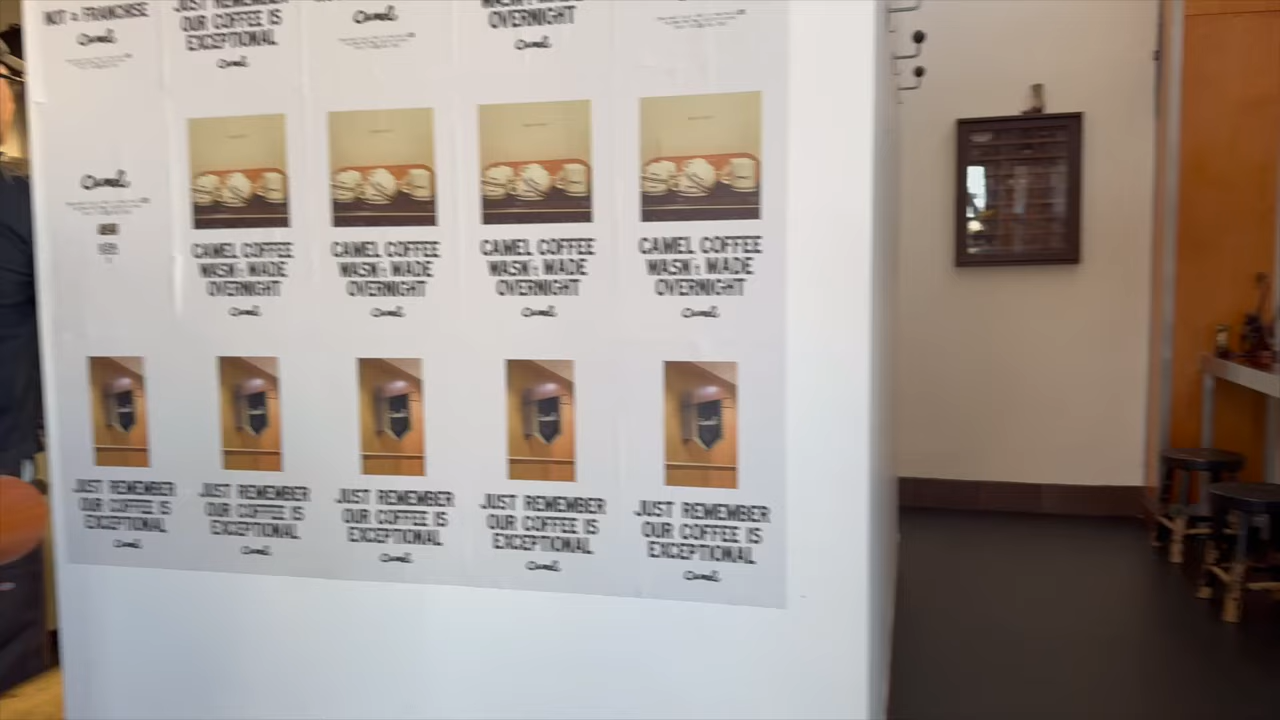 NOT A FRANCHISE
Camel
JUST REMEMBER
OUR COFFEE IS
EXCEPTIONAL
Camel
Camel
OVERNIGHT
Camel
Camel
CAMEL COFFEE
WASN'T MADE
OVERNIGHT
Camel
CAMEL COFFEE
WASN'T MADE
OVERNIGHT
Camel
CAMEL COFFEE
WASN'T MADE
OVERNIGHT
Camel
CAMEL COFFEE
WASN'T MADE
OVERNIGHT
Camel
JUST REMEMBER
OUR COFFEE IS
EXCEPTIONAL
Camel
JUST REMEMBER
OUR COFFEE IS
EXCEPTIONAL
Camel
JUST REMEMBER
OUR COFFEE IS
EXCEPTIONAL
Camel
JUST REMEMBER
OUR COFFEE IS
EXCEPTIONAL
Camel
JUST REMEMBER
OUR COFFEE IS
EXCEPTIONAL
Camel